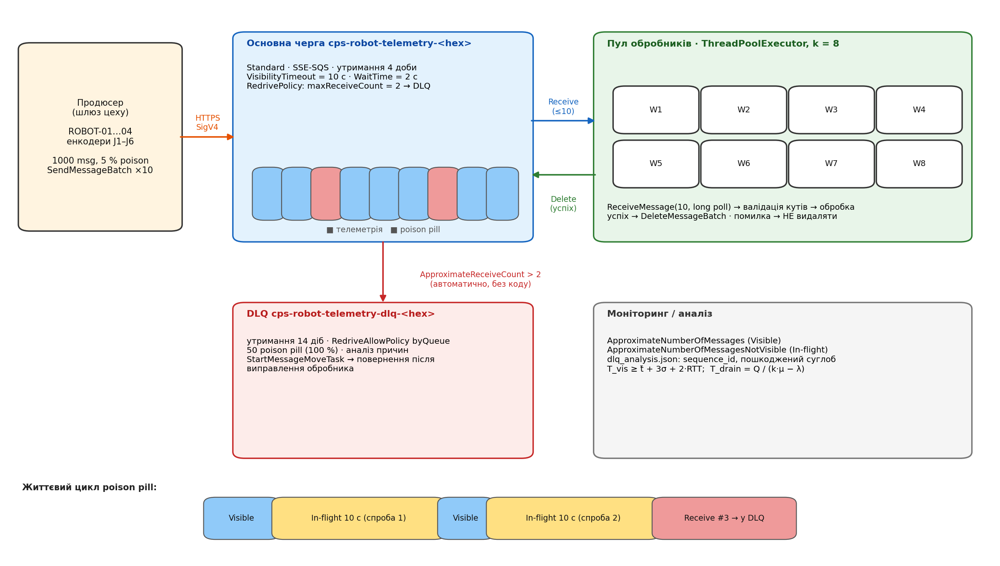 Продюсер
(шлюз цеху)
ROBOT-01…04
енкодери J1–J6
1000 msg, 5 % poison
SendMessageBatch ×10
HTTPS
SigV4
Основна черга cps-robot-telemetry-<hex>
Standard · SSE-SQS · утримання 4 доби
VisibilityTimeout = 10 с · WaitTime = 2 с
RedrivePolicy: maxReceiveCount = 2 → DLQ
■ телеметрія ■ poison pill
Receive
(≤10)
Delete
(успіх)
Пул обробників · ThreadPoolExecutor, k = 8
W1
W2
W3
W4
W5
W6
W7
W8
ReceiveMessage(10, long poll) → валідація кутів → обробка
успіх → DeleteMessageBatch · помилка → НЕ видаляти
ApproximateReceiveCount > 2
(автоматично, без коду)
DLQ cps-robot-telemetry-dlq-<hex>
утримання 14 діб · RedriveAllowPolicy byQueue
50 poison pill (100 %) · аналіз причин
StartMessageMoveTask → повернення після
виправлення обробника
Моніторинг / аналіз
ApproximateNumberOfMessages (Visible)
ApproximateNumberOfMessagesNotVisible (In-flight)
dlq_analysis.json: sequence_id, пошкоджений суглоб
T_vis ≥ t̄ + 3σ + 2·RTT; T_drain = Q / (k·μ − λ)
Життєвий цикл poison pill:
Visible
In-flight 10 с (спроба 1)
Visible
In-flight 10 с (спроба 2)
Receive #3 → у DLQ